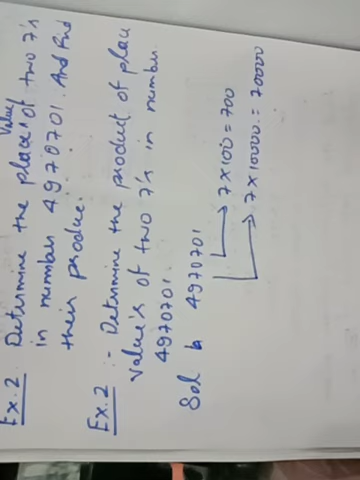 Ex.2 Determine the place value of two 7's
in number 4970701. And find
their produc.
Ex.2 :- Determine the product of place
value's of two 7's in number
4970701.
Sol 4970701
7×100=700
7×10000=70000